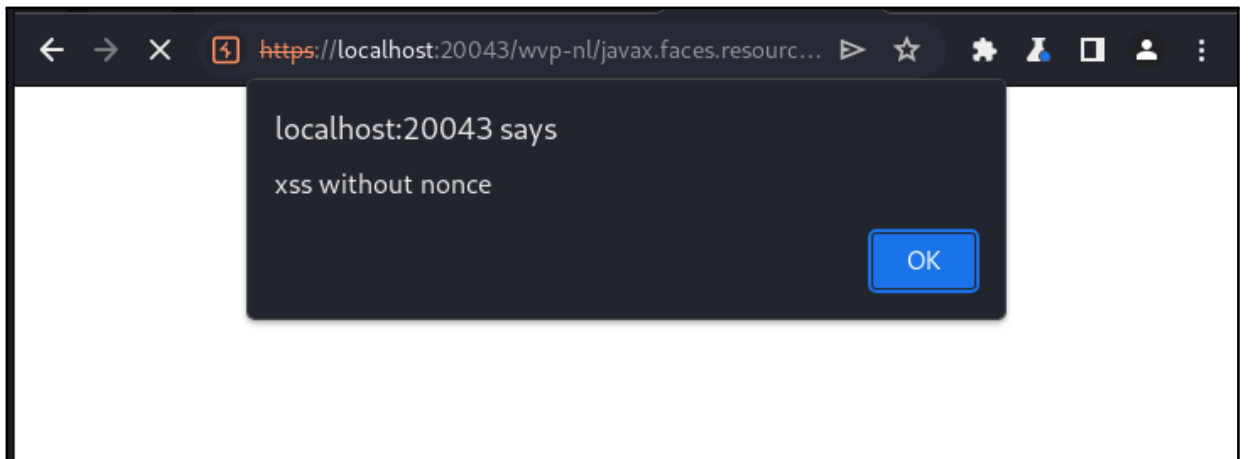 https://localhost:20043/wvp-nl/javax.faces.resourc...
localhost:20043 says
xss without nonce
OK